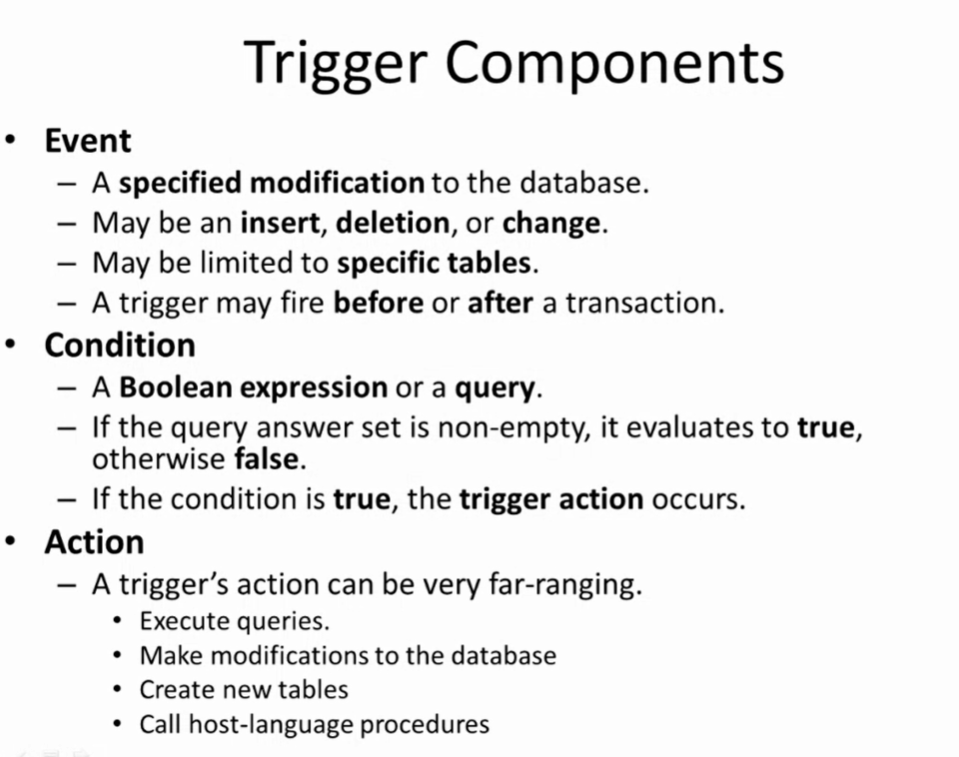 Trigger Components
• Event
– A specified modification to the database.
– May be an insert, deletion, or change.
– May be limited to specific tables.
– A trigger may fire before or after a transaction.
• Condition
– A Boolean expression or a query.
– If the query answer set is non-empty, it evaluates to true,
otherwise false.
– If the condition is true, the trigger action occurs.
• Action
– A trigger’s action can be very far-ranging.
• Execute queries.
• Make modifications to the database
• Create new tables
• Call host-language procedures